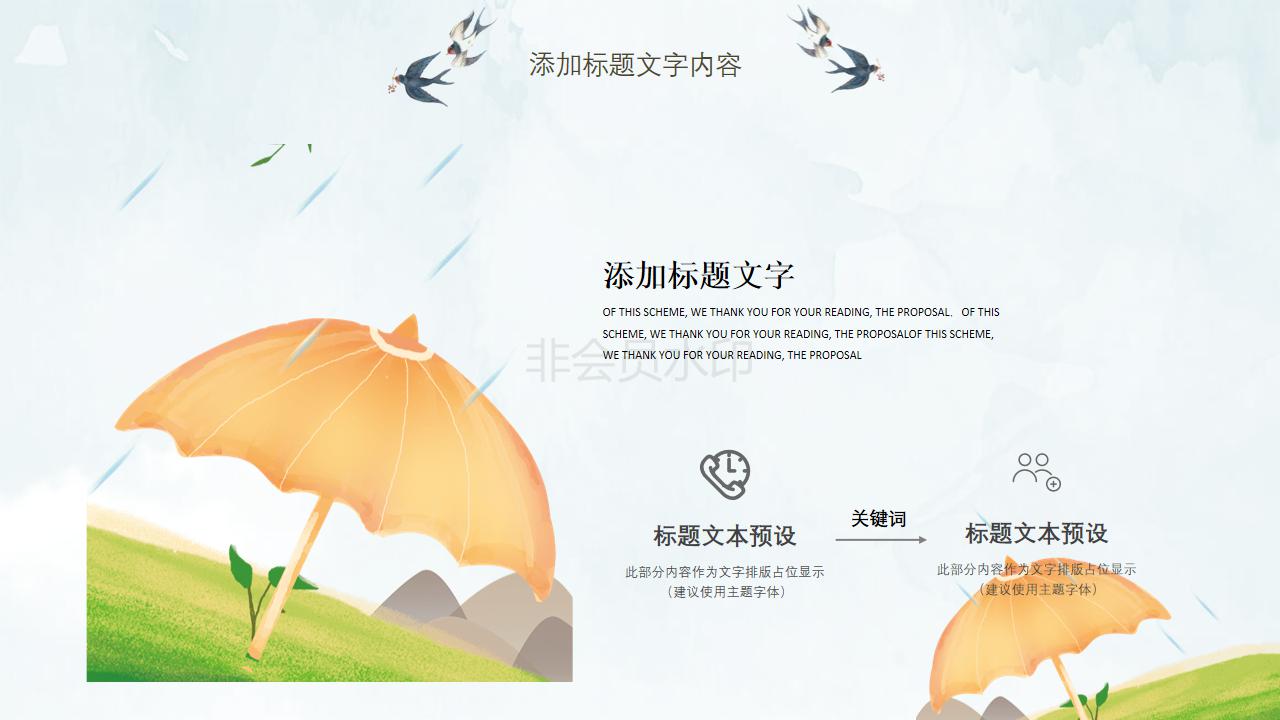 添加标题文字内容
添加标题文字
OF THIS SCHEME, WE THANK YOU FOR YOUR READING, THE PROPOSAL. OF THIS
SCHEME, WE THANK YOU FOR YOUR READING, THE PROPOSALOF THIS SCHEME,
WE THANK YOU FOR YOUR READING, THE PROPOSAL
非会员水印
标题文本预设
此部分内容作为文字排版占位显示
（建议使用主题字体）
关键词
标题文本预设
此部分内容作为文字排版占位显示
（建议使用主题字体）